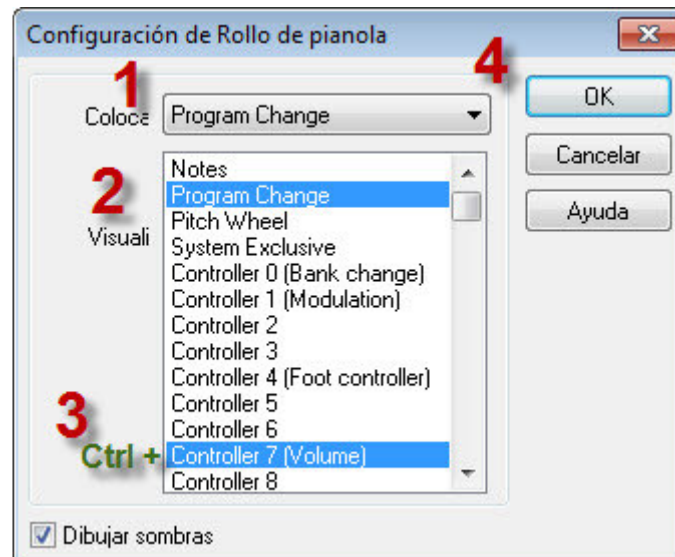 Configuración de Rollo de pianola
1
4
Coloca
Program Change
OK
Cancelar
Ayuda
2
Visuali
Notes
Program Change
Pitch Wheel
System Exclusive
Controller 0 (Bank change)
Controller 1 (Modulation)
Controller 2
Controller 3
Controller 4 (Foot controller)
Controller 5
Controller 6
3
Ctrl +
Controller 7 (Volume)
Controller 8
Dibujar sombras